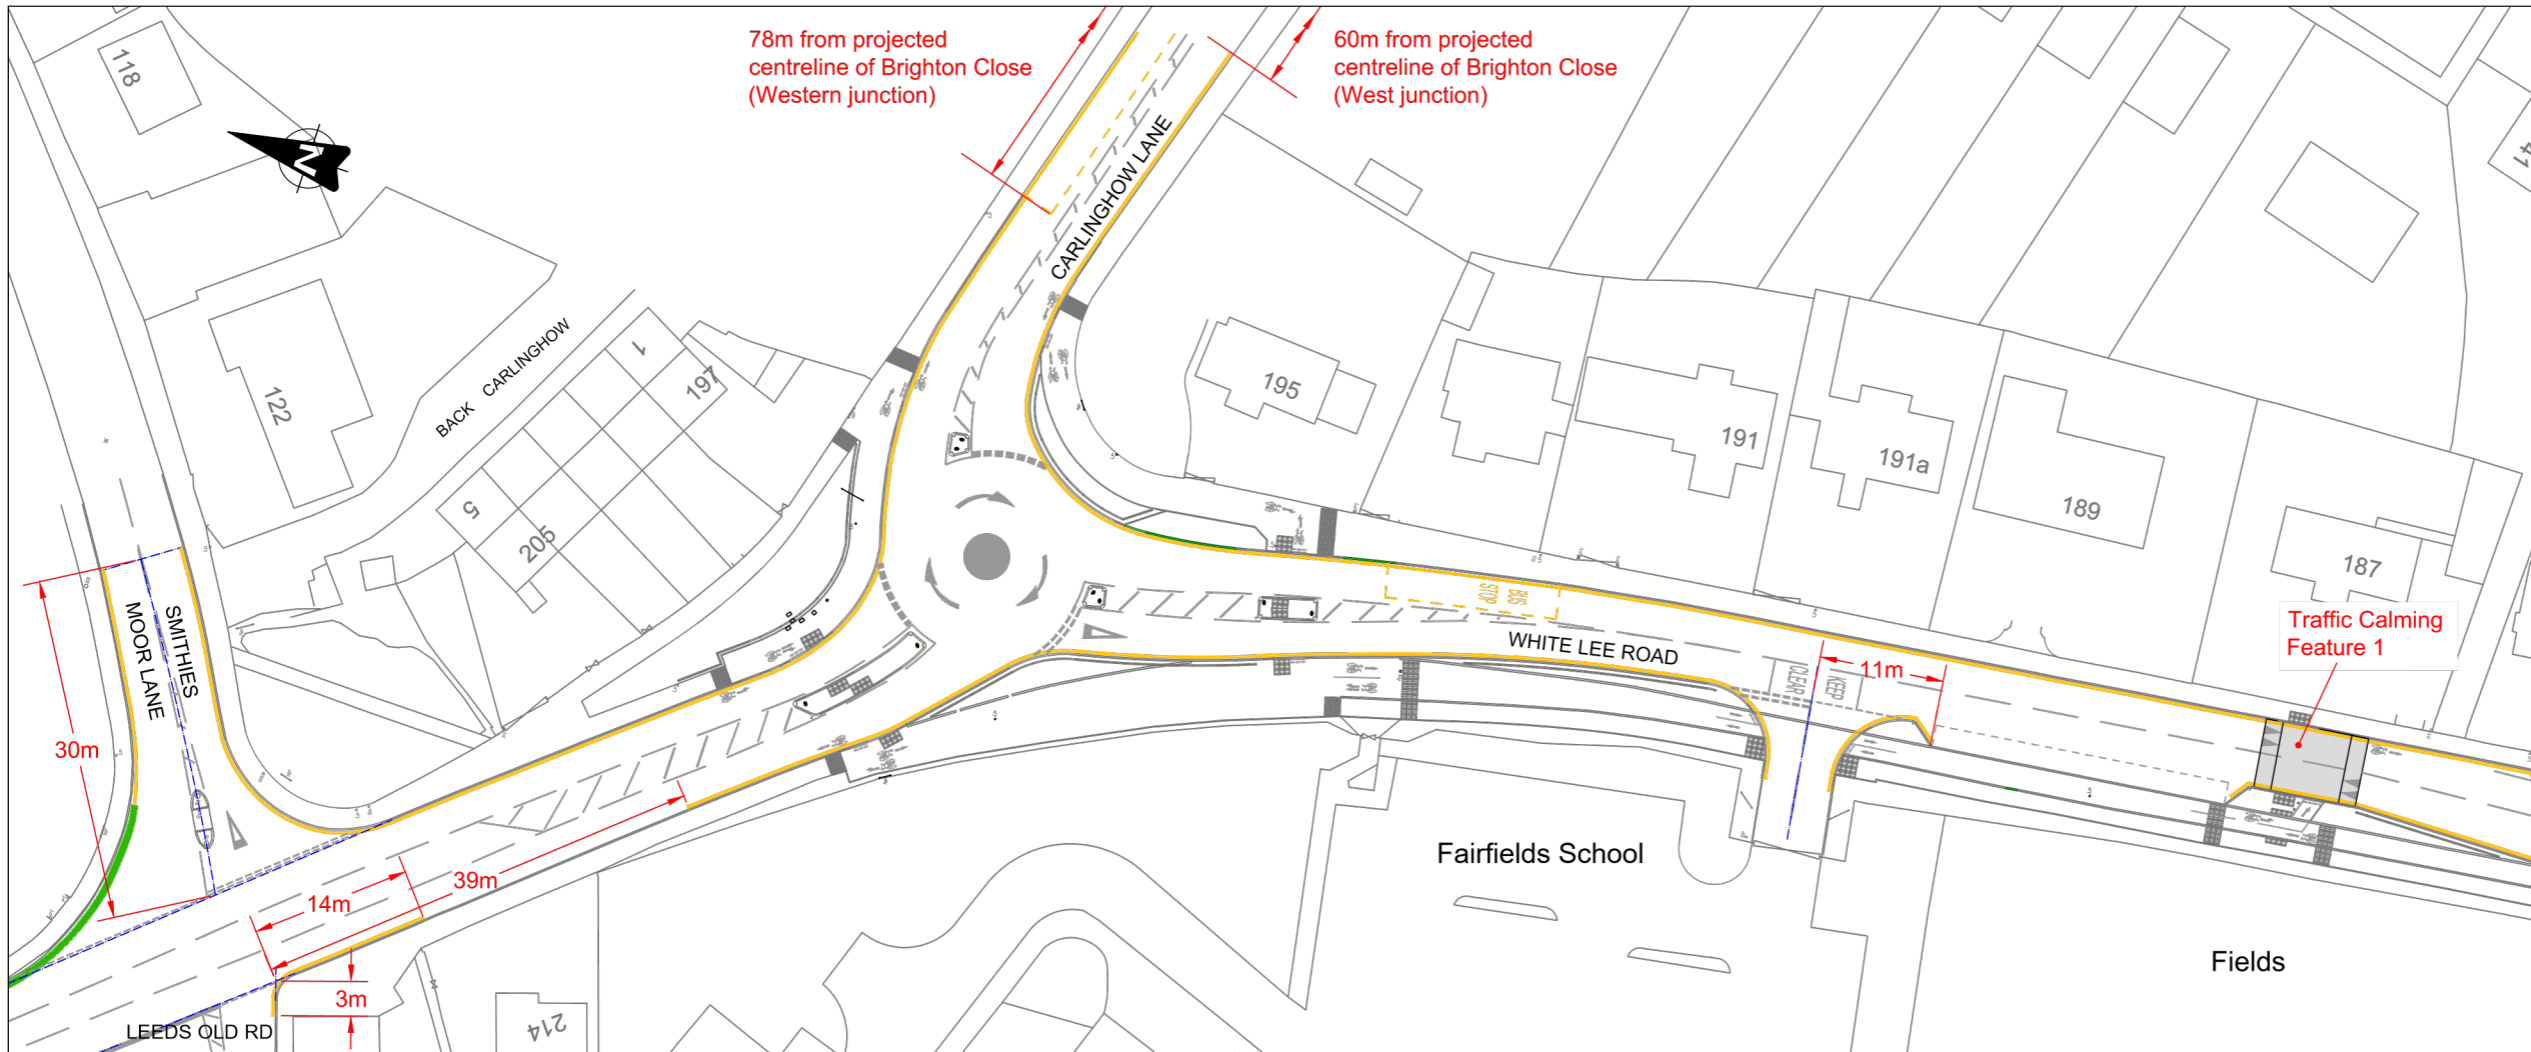 78m from projected
centreline of Brighton Close
(Western junction)
60m from projected
centreline of Brighton Close
(West junction)
118
N
CARLINGHOW LANE
122
BACK CARLINGHOW
1
197
5
205
195
191
191a
189
187
41
Traffic Calming
Feature 1
SMITHIES
MOOR LANE
30m
BUS
STOP
WHITE LEE ROAD
KEEP
CLEAR
11m
39m
14m
3m
LEEDS OLD RD
214
Fairfields School
Fields